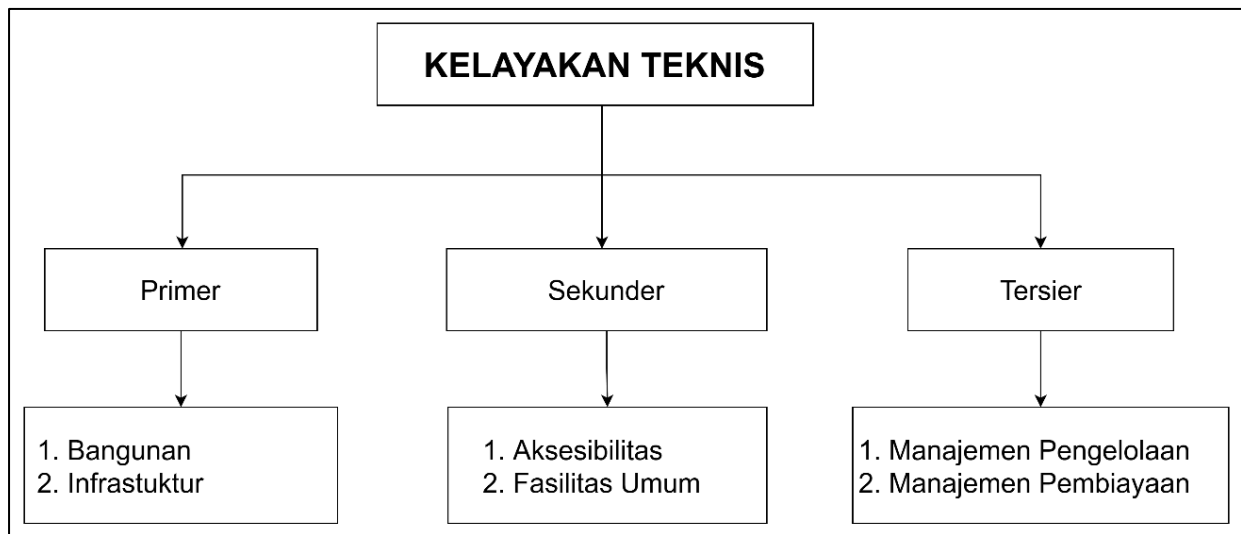 KELAYAKAN TEKNIS
Primer
Sekunder
Tersier
1. Bangunan
2. Infrastuktur
1. Aksesibilitas
2. Fasilitas Umum
1. Manajemen Pengelolaan
2. Manajemen Pembiayaan